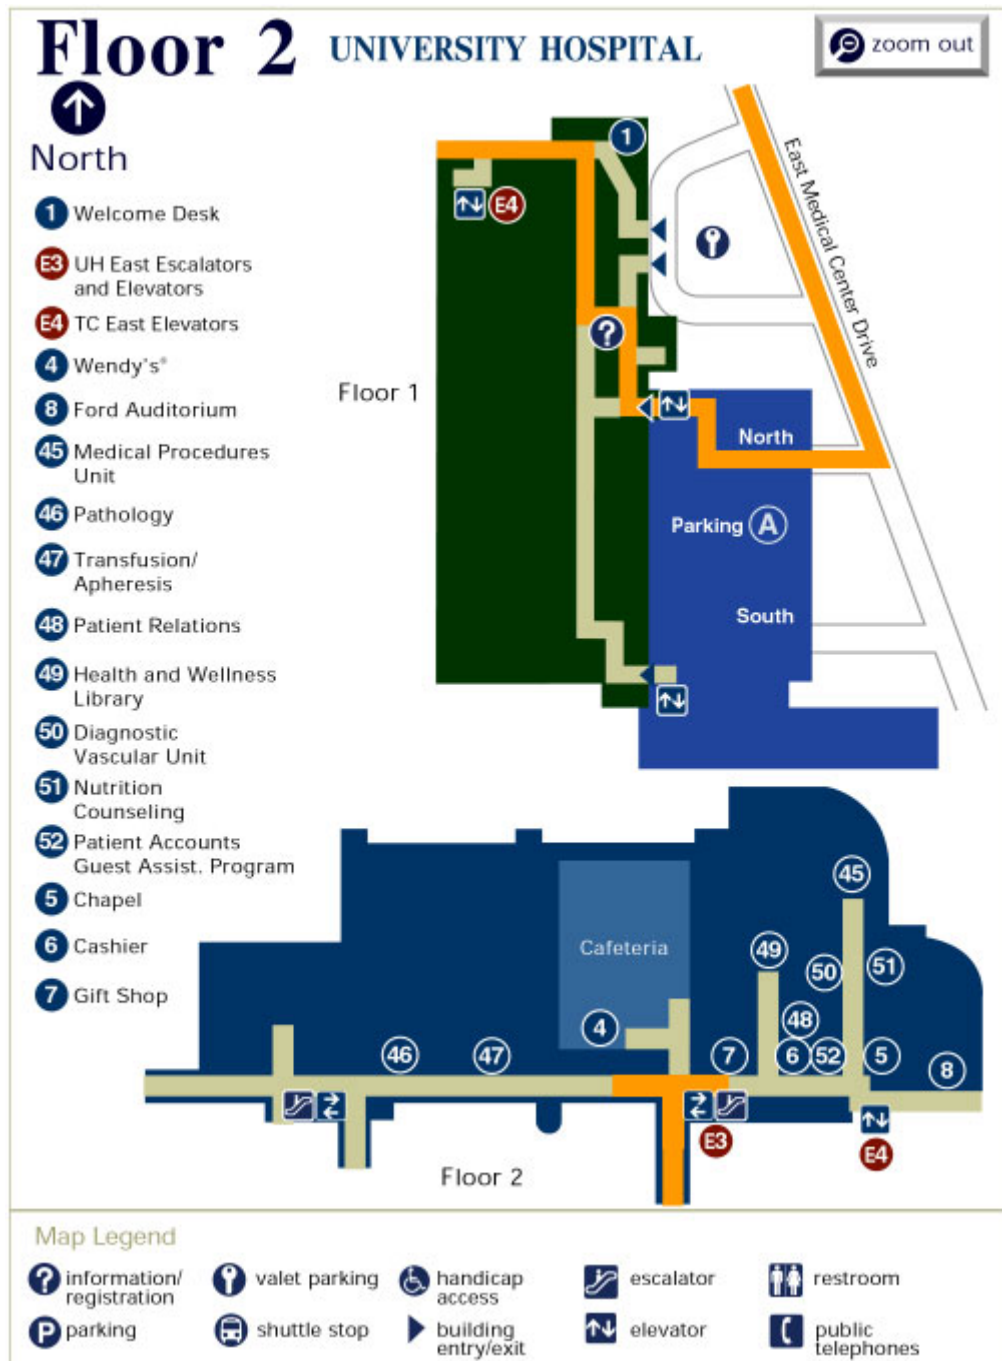 Floor 2 UNIVERSITY HOSPITAL
zoom out
North
1 Welcome Desk
E3 UH East Escalators
and Elevators
E4 TC East Elevators
4 Wendy's®
8 Ford Auditorium
45 Medical Procedures
Unit
46 Pathology
47 Transfusion/
Apheresis
48 Patient Relations
49 Health and Wellness
Library
50 Diagnostic
Vascular Unit
51 Nutrition
Counseling
52 Patient Accounts
Guest Assist. Program
5 Chapel
6 Cashier
7 Gift Shop
1
E4
East Medical Center Drive
?
Floor 1
North
Parking A
South
Cafeteria
45
49
50
51
48
4
46
47
7
6
52
5
8
E3
E4
Floor 2
Map Legend
? information/
registration
valet parking
handicap
access
escalator
restroom
P parking
shuttle stop
building
entry/exit
elevator
public
telephones